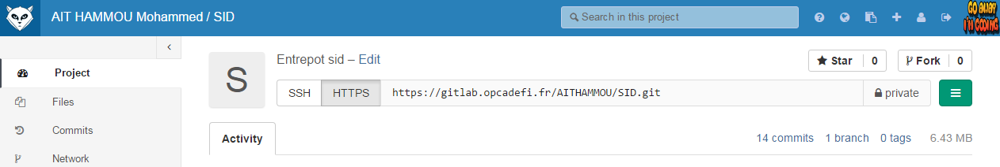 AIT HAMMOU Mohammed / SID
Search in this project
GO AWAY
I'M CODING
Project
Files
Commits
Network
S
Entrepot sid – Edit
Star 0
Fork 0
SSH HTTPS https://gitlab.opcadefi.fr/AITHAMMOU/SID.git private
Activity
14 commits 1 branch 0 tags 6.43 MB